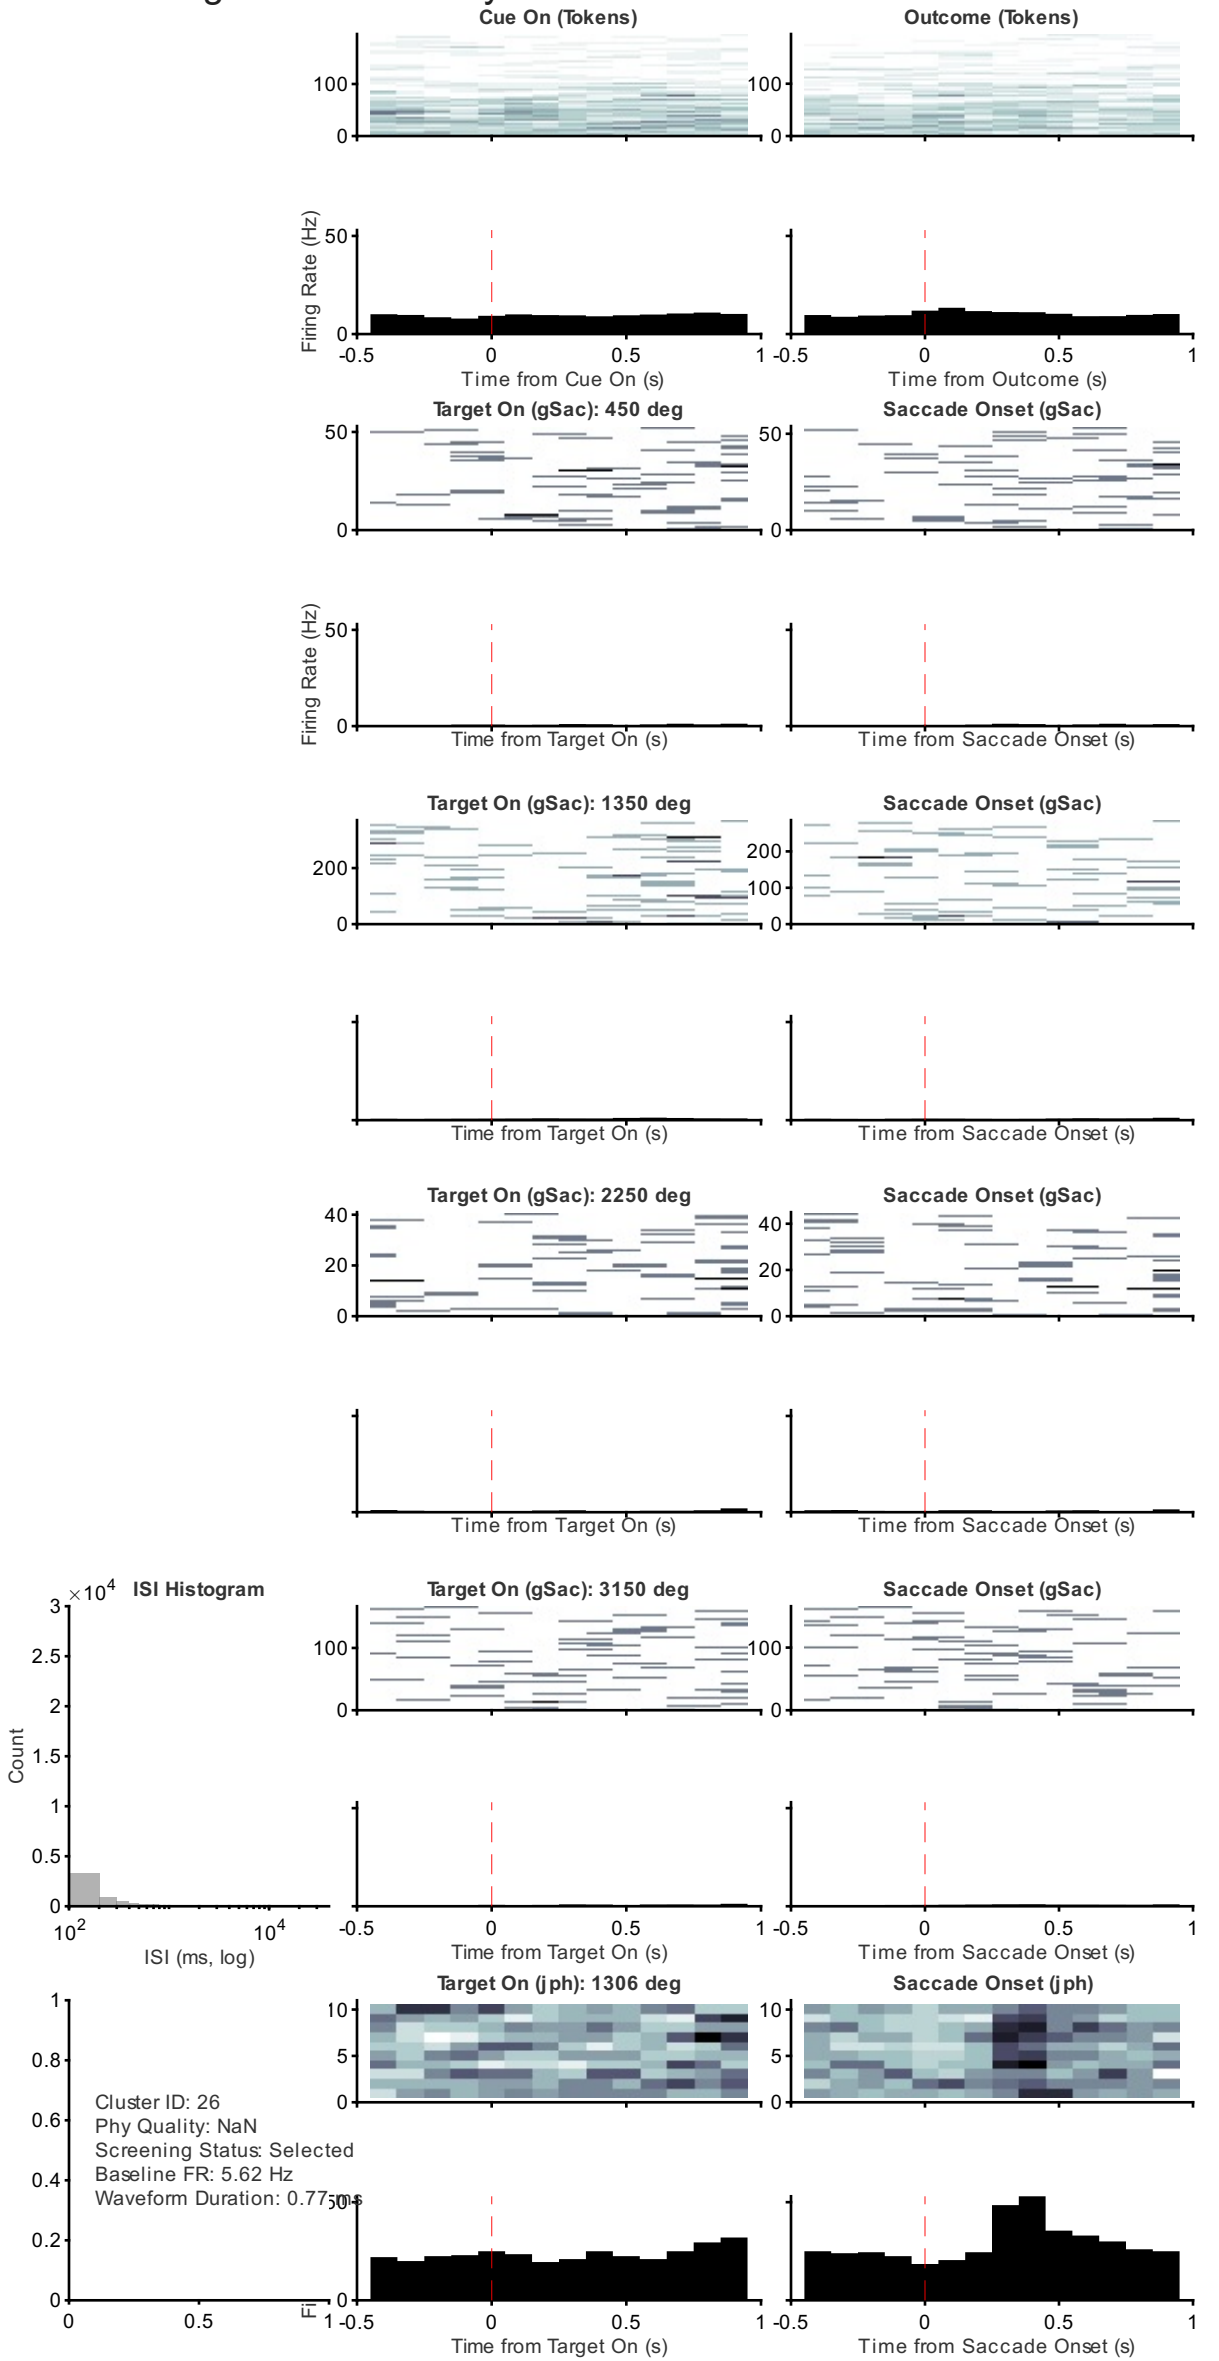 Cue On (Tokens)
Outcome (Tokens)
100
0
100
0
Firing Rate (Hz)
50
0
-0.5
0
0.5
1
-0.5
0
0.5
1
Time from Cue On (s)
Time from Outcome (s)
Target On (gSac): 450 deg
Saccade Onset (gSac)
50
0
50
0
Firing Rate (Hz)
50
0
Time from Target On (s)
Time from Saccade Onset (s)
Target On (gSac): 1350 deg
Saccade Onset (gSac)
200
0
200
100
0
Time from Target On (s)
Time from Saccade Onset (s)
Target On (gSac): 2250 deg
Saccade Onset (gSac)
40
20
0
40
20
0
Time from Target On (s)
Time from Saccade Onset (s)
×10^4
ISI Histogram
3
2.5
2
1.5
1
0.5
0
Count
10^2
10^4
ISI (ms, log)
Target On (gSac): 3150 deg
Saccade Onset (gSac)
100
0
100
0
-0.5
0
0.5
1
-0.5
0
0.5
1
Time from Target On (s)
Time from Saccade Onset (s)
Target On (jph): 1306 deg
Saccade Onset (jph)
10
5
0
10
5
0
1
0.8
0.6
0.4
0.2
0
0
0.5
1
Cluster ID: 26
Phy Quality: NaN
Screening Status: Selected
Baseline FR: 5.62 Hz
Waveform Duration: 0.77 ms
50
0
Fi
-0.5
0
0.5
1
-0.5
0
0.5
1
Time from Target On (s)
Time from Saccade Onset (s)